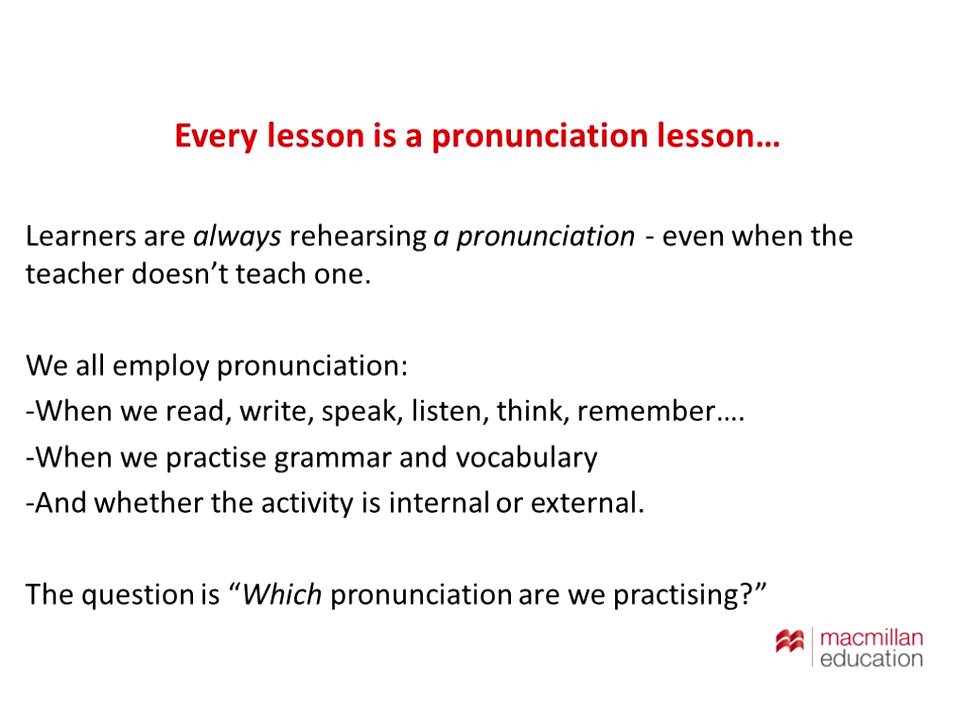 Every lesson is a pronunciation lesson…
Learners are always rehearsing a pronunciation - even when the
teacher doesn’t teach one.
We all employ pronunciation:
-When we read, write, speak, listen, think, remember….
-When we practise grammar and vocabulary
-And whether the activity is internal or external.
The question is “Which pronunciation are we practising?”
macmillan
education